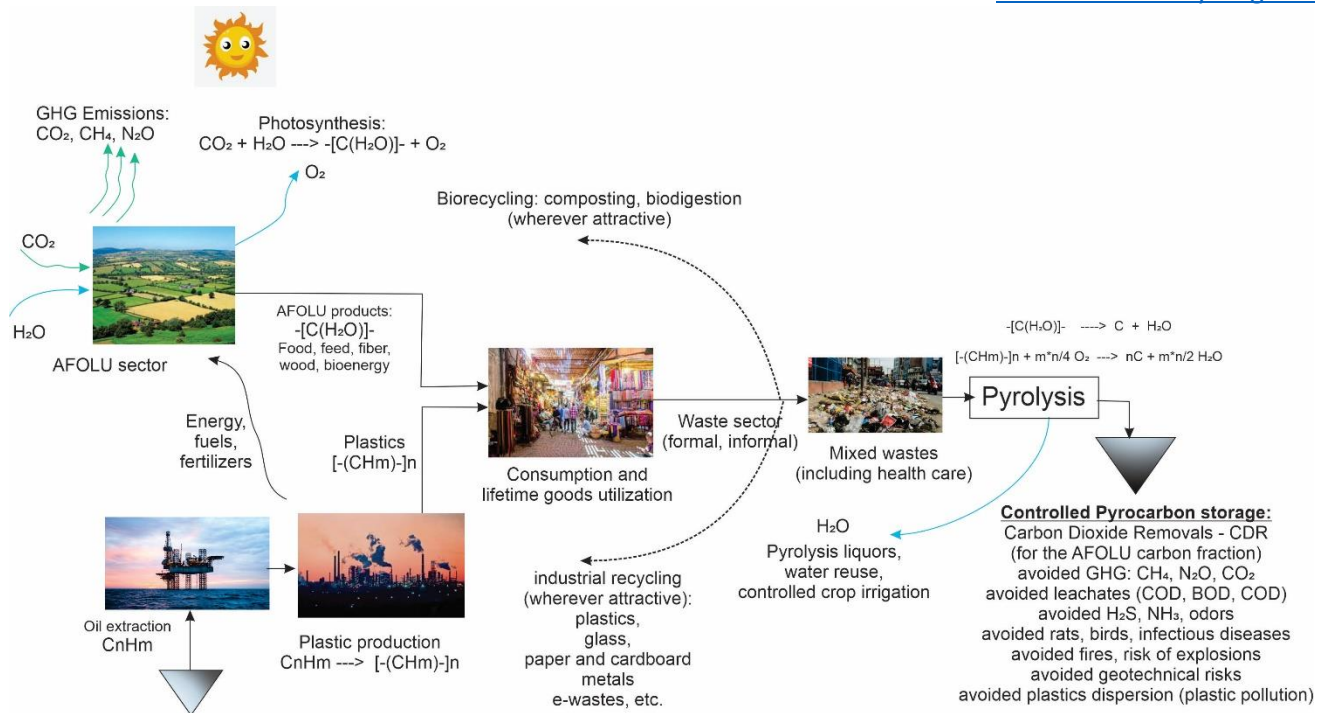 GHG Emissions:
CO₂, CH₄, N₂O
Photosynthesis:
CO₂ + H₂O ---> -[C(H₂O)]- + O₂
O₂
CO₂
H₂O
AFOLU sector
AFOLU products:
-[C(H₂O)]-
Food, feed, fiber,
wood, bioenergy
Energy,
fuels,
fertilizers
Plastics
[-(CHm)-]n
Oil extraction
CnHm
Plastic production
CnHm ---> [-(CHm)-]n
Consumption and
lifetime goods utilization
Biorecycling: composting, biodigestion
(wherever attractive)
Waste sector
(formal, informal)
industrial recycling
(wherever attractive):
plastics,
glass,
paper and cardboard
metals
e-wastes, etc.
Mixed wastes
(including health care)
-[C(H₂O)]- ----> C + H₂O
[-(CHm)-]n + m*n/4 O₂ ---> nC + m*n/2 H₂O
Pyrolysis
H₂O
Pyrolysis liquors,
water reuse,
controlled crop irrigation
Controlled Pyrocarbon storage:
Carbon Dioxide Removals - CDR
(for the AFOLU carbon fraction)
avoided GHG: CH₄, N₂O, CO₂
avoided leachates (COD, BOD, COD)
avoided H₂S, NH₃, odors
avoided rats, birds, infectious diseases
avoided fires, risk of explosions
avoided geotechnical risks
avoided plastics dispersion (plastic pollution)